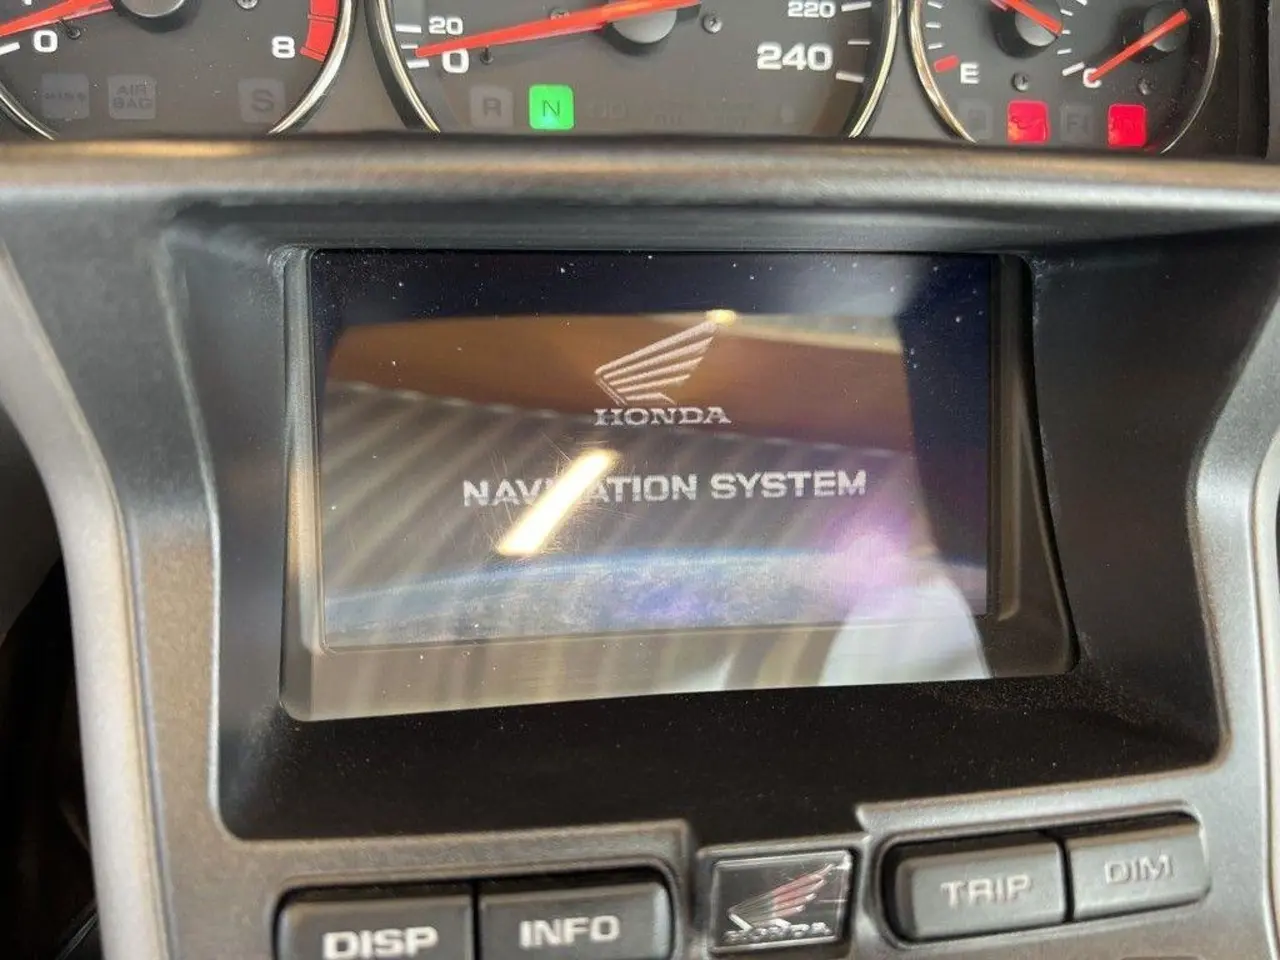 0
8
AIR
BAG
S
20
0
R
N
220
240
E
C
HONDA
NAVIGATION SYSTEM
DISP
INFO
HONDA
TRIP
DIM